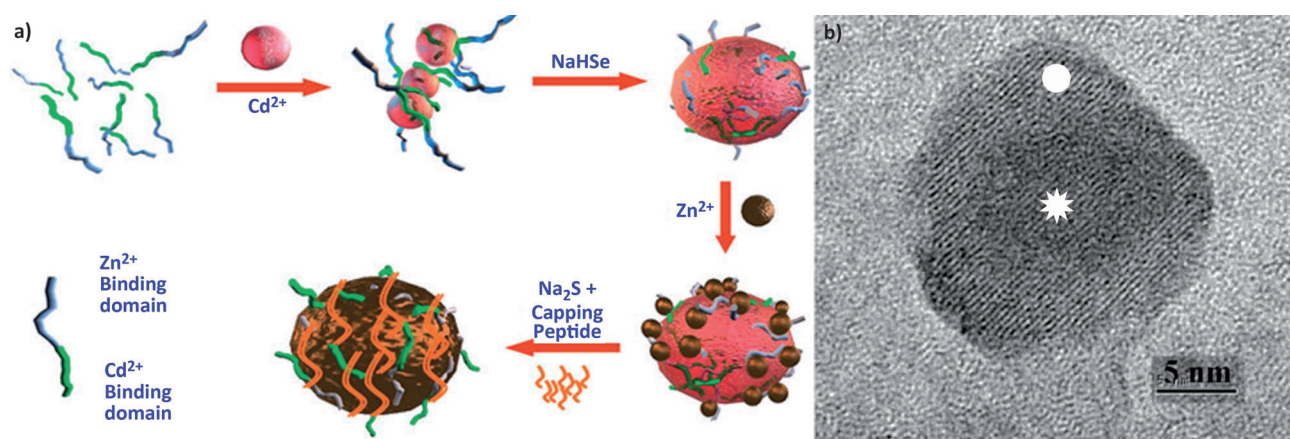 a)
Cd²⁺
NaHSe
b)
Zn²⁺
Zn²⁺
Binding
domain
Cd²⁺
Binding
domain
Na₂S +
Capping
Peptide
5 nm